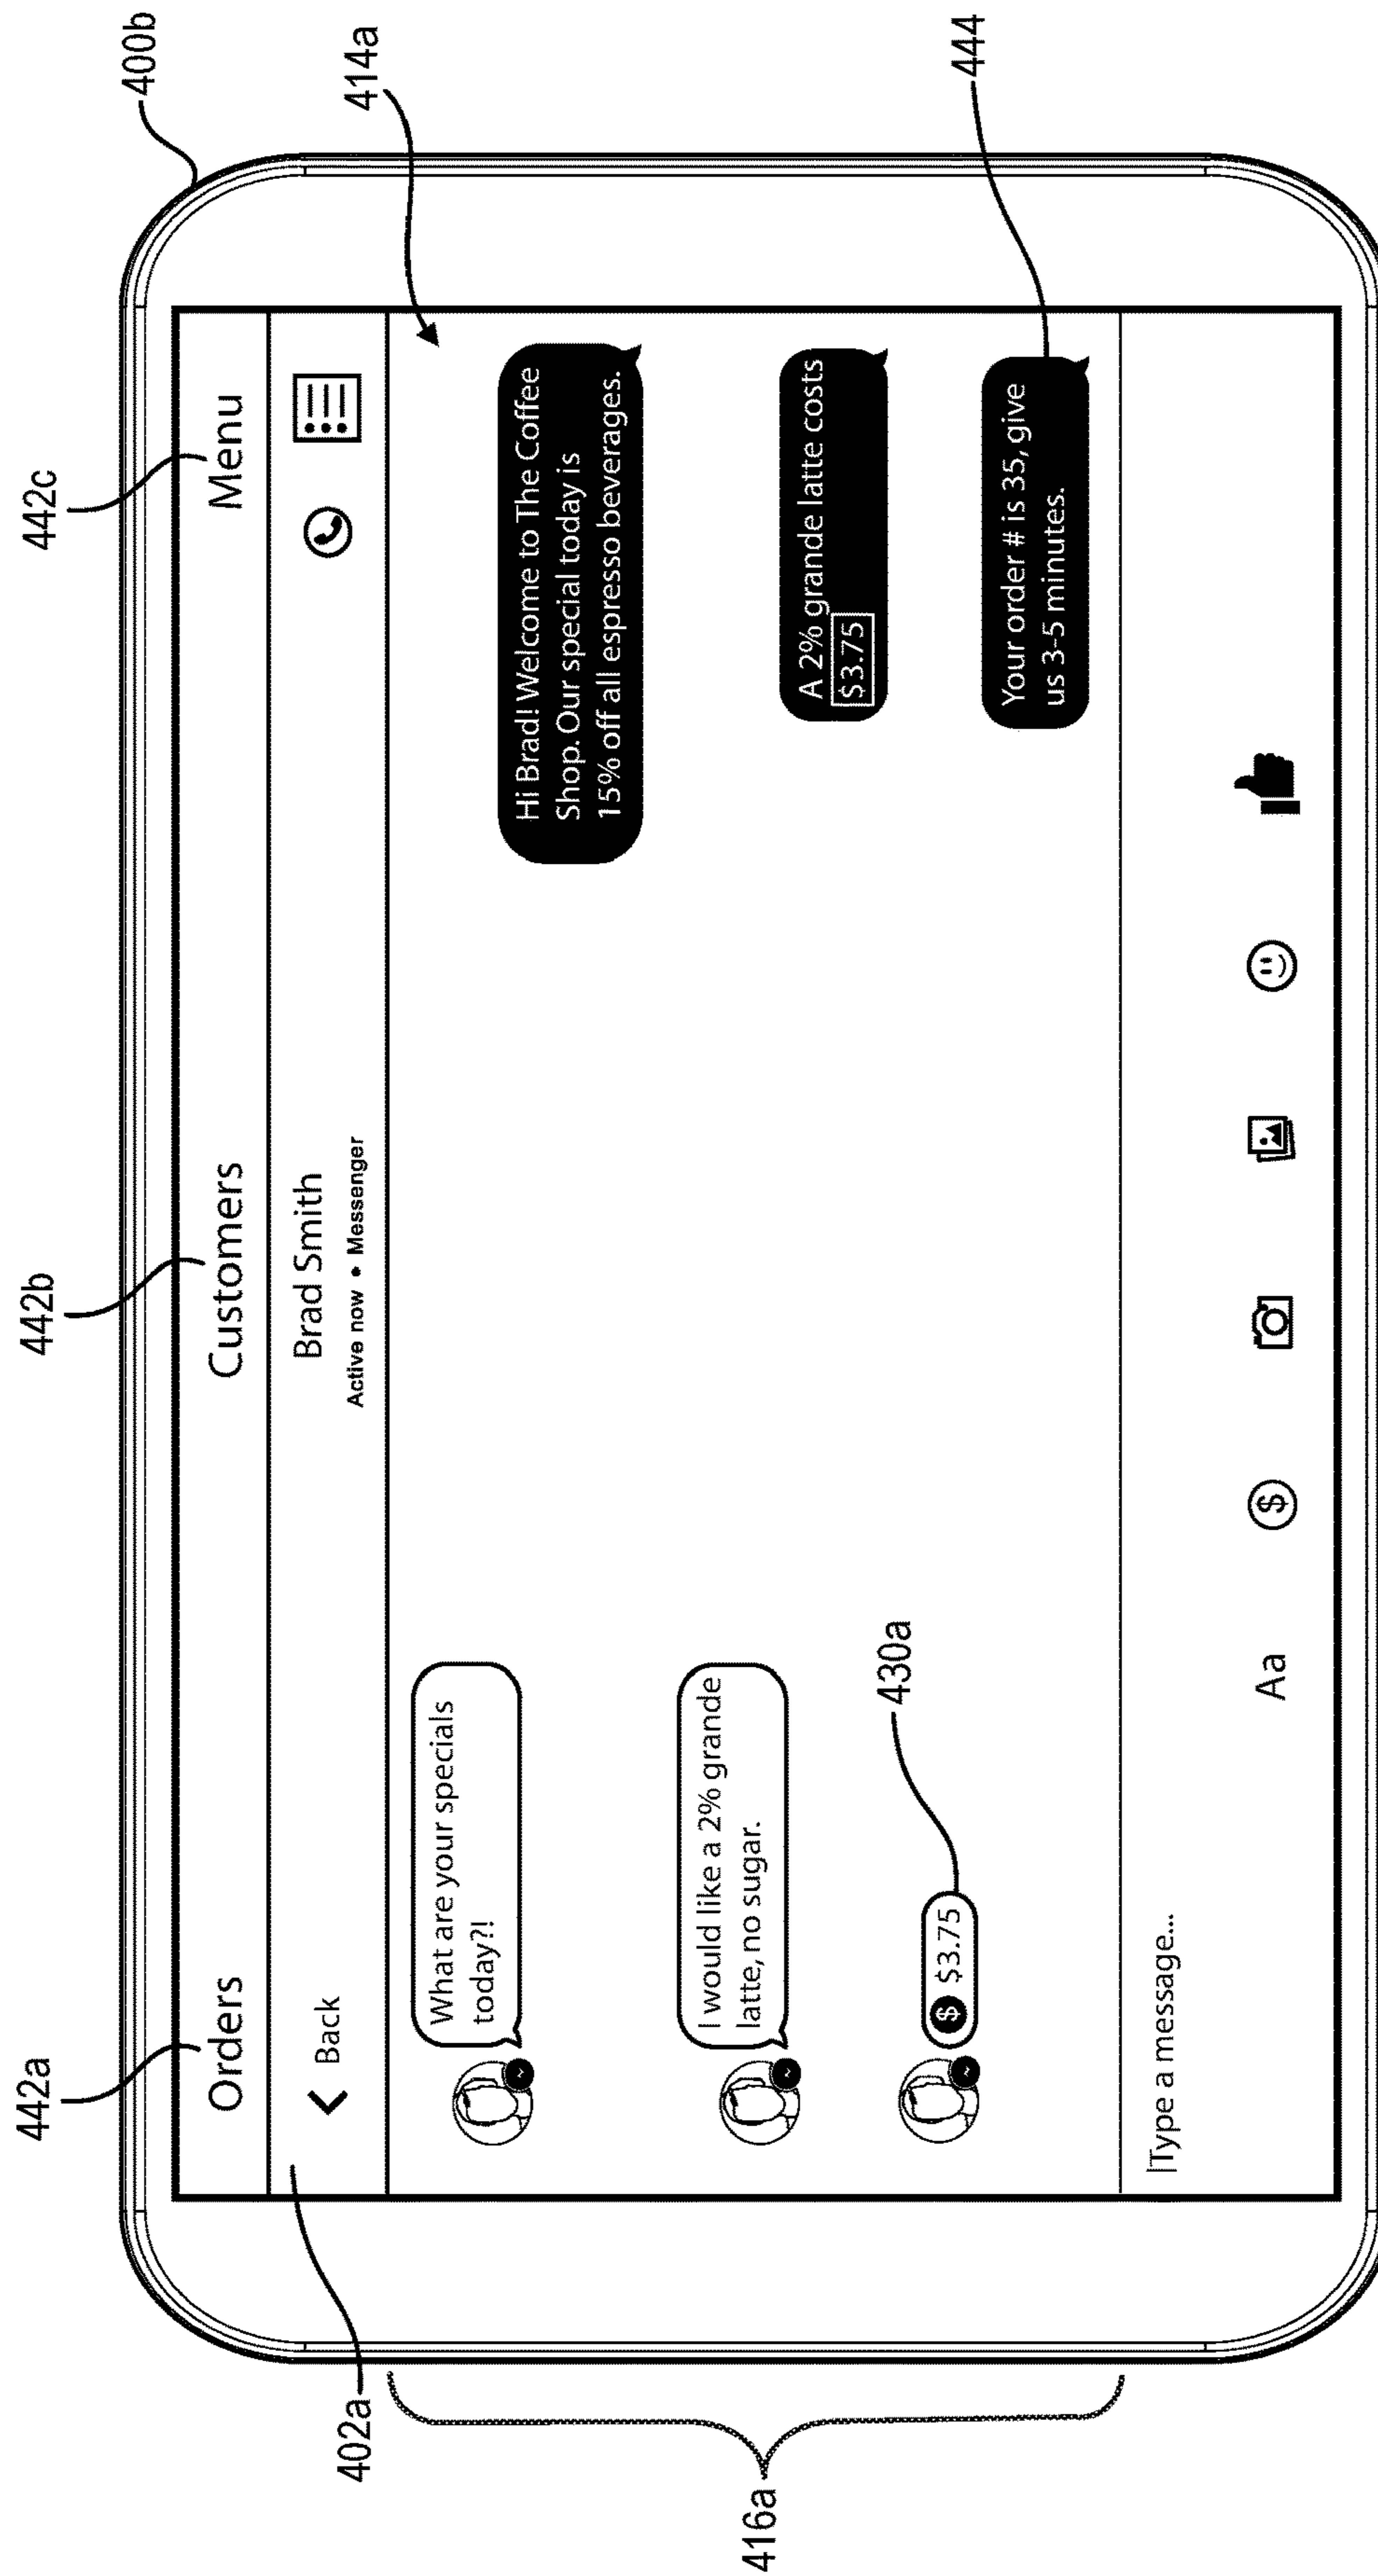 400b
442a
442b
442c
414a
Orders
Customers
Menu
402a
Back
Brad Smith
Active now • Messenger
What are your specials
today?!
Hi Brad! Welcome to The Coffee
Shop. Our special today is
15% off all espresso beverages.
416a
I would like a 2% grande
latte, no sugar.
A 2% grande latte costs
$3.75
430a
$ $3.75
444
Your order # is 35, give
us 3-5 minutes.
Type a message...
Aa
$